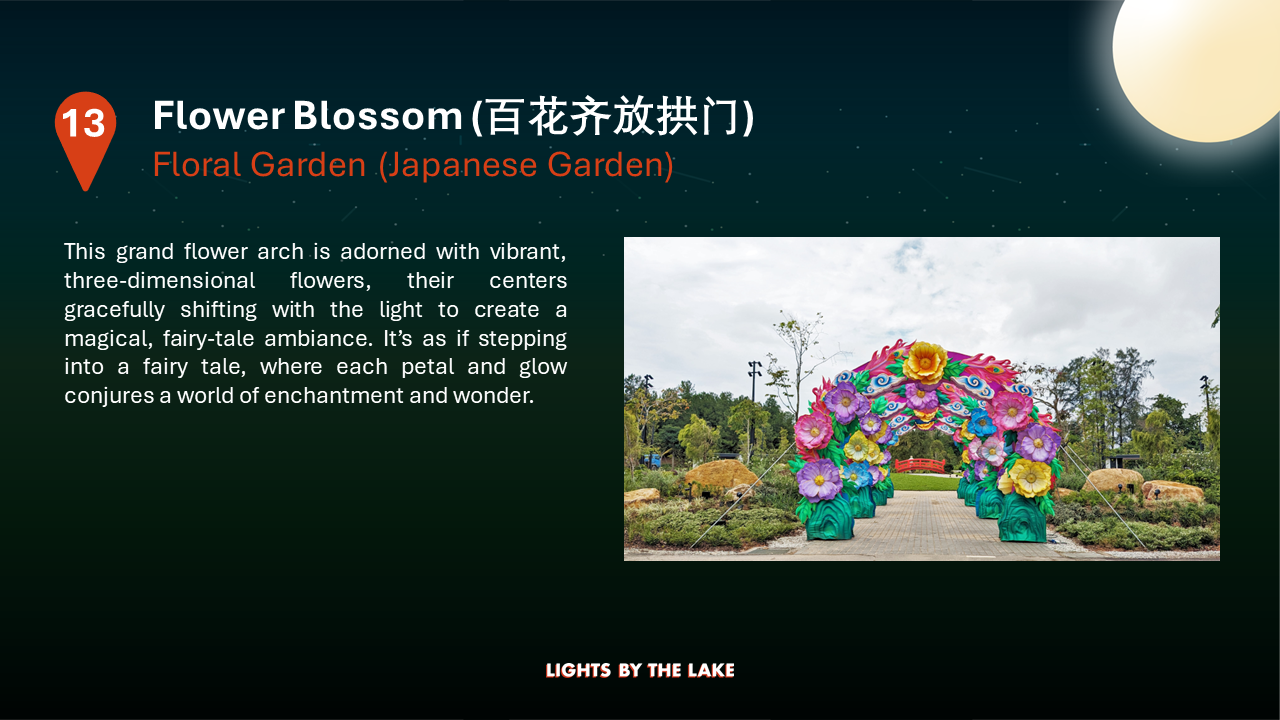 13
Flower Blossom (百花齐放拱门)
Floral Garden (Japanese Garden)
This grand flower arch is adorned with vibrant,
three-dimensional flowers, their centers
gracefully shifting with the light to create a
magical, fairy-tale ambiance. It’s as if stepping
into a fairy tale, where each petal and glow
conjures a world of enchantment and wonder.
LIGHTS BY THE LAKE